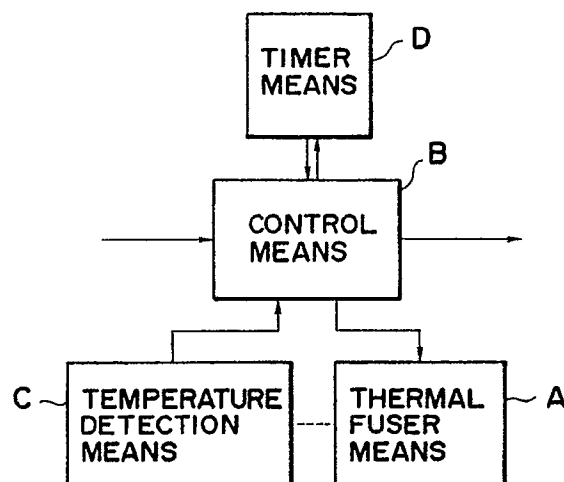 TIMER
MEANS
D
B
CONTROL
MEANS
C
TEMPERATURE
DETECTION
MEANS
THERMAL
FUSER
MEANS
A